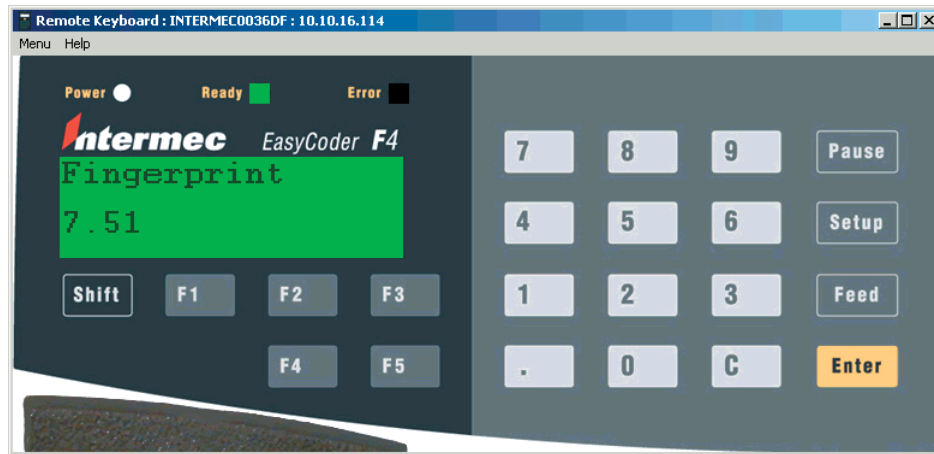 Remote Keyboard : INTERMEC0036DF : 10.10.16.114
Menu Help
Power Ready Error
Intermec EasyCoder F4
Fingerprint
7.51
7 8 9 Pause
4 5 6 Setup
Shift F1 F2 F3 1 2 3 Feed
F4 F5 . 0 C Enter